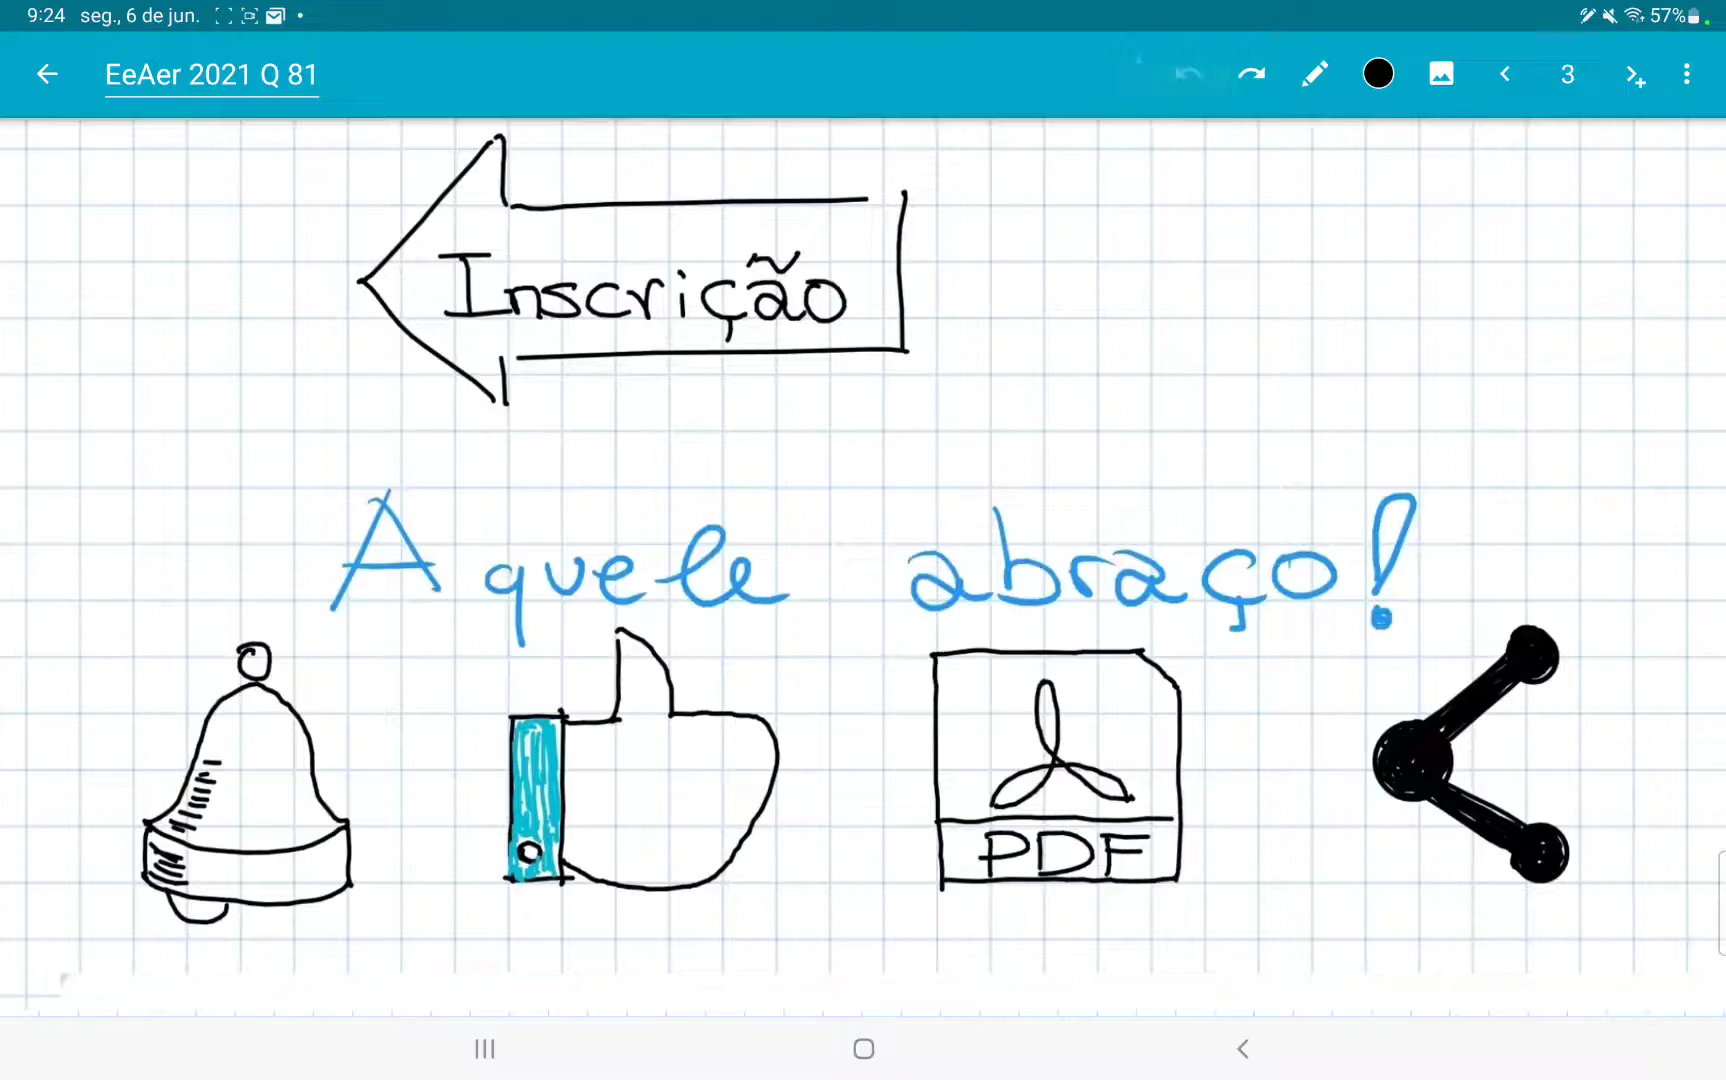 9:24 seg., 6 de jun. 57%
EeAer 2021 Q 81 3
Inscrição
Aquele abraço!
PDF